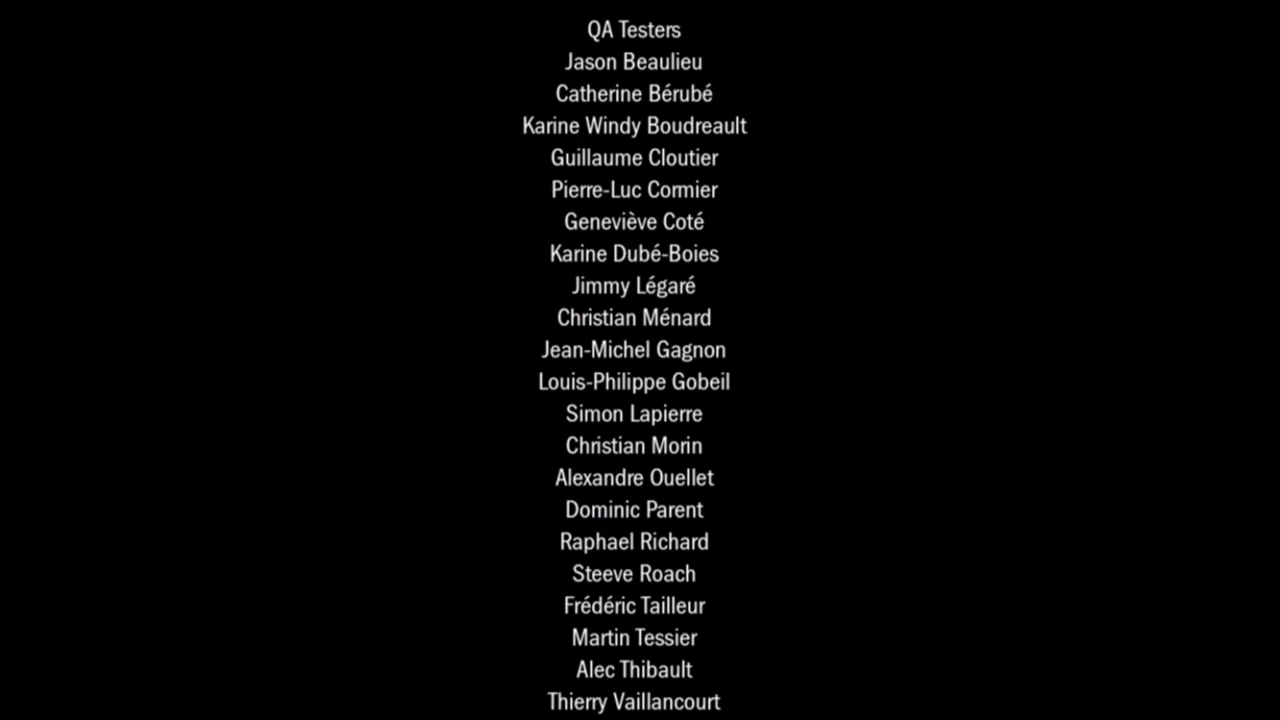 QA Testers
Jason Beaulieu
Catherine Bérubé
Karine Windy Boudreault
Guillaume Cloutier
Pierre-Luc Cormier
Geneviève Coté
Karine Dubé-Boies
Jimmy Légaré
Christian Ménard
Jean-Michel Gagnon
Louis-Philippe Gobeil
Simon Lapierre
Christian Morin
Alexandre Ouellet
Dominic Parent
Raphael Richard
Steeve Roach
Frédéric Tailleur
Martin Tessier
Alec Thibault
Thierry Vaillancourt